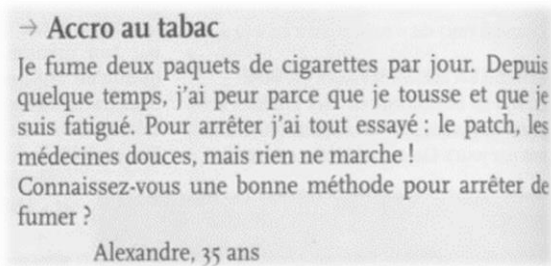 → Accro au tabac
Je fume deux paquets de cigarettes par jour. Depuis
quelque temps, j'ai peur parce que je tousse et que je
suis fatigué. Pour arrêter j'ai tout essayé : le patch, les
médecines douces, mais rien ne marche !
Connaissez-vous une bonne méthode pour arrêter de
fumer ?
Alexandre, 35 ans